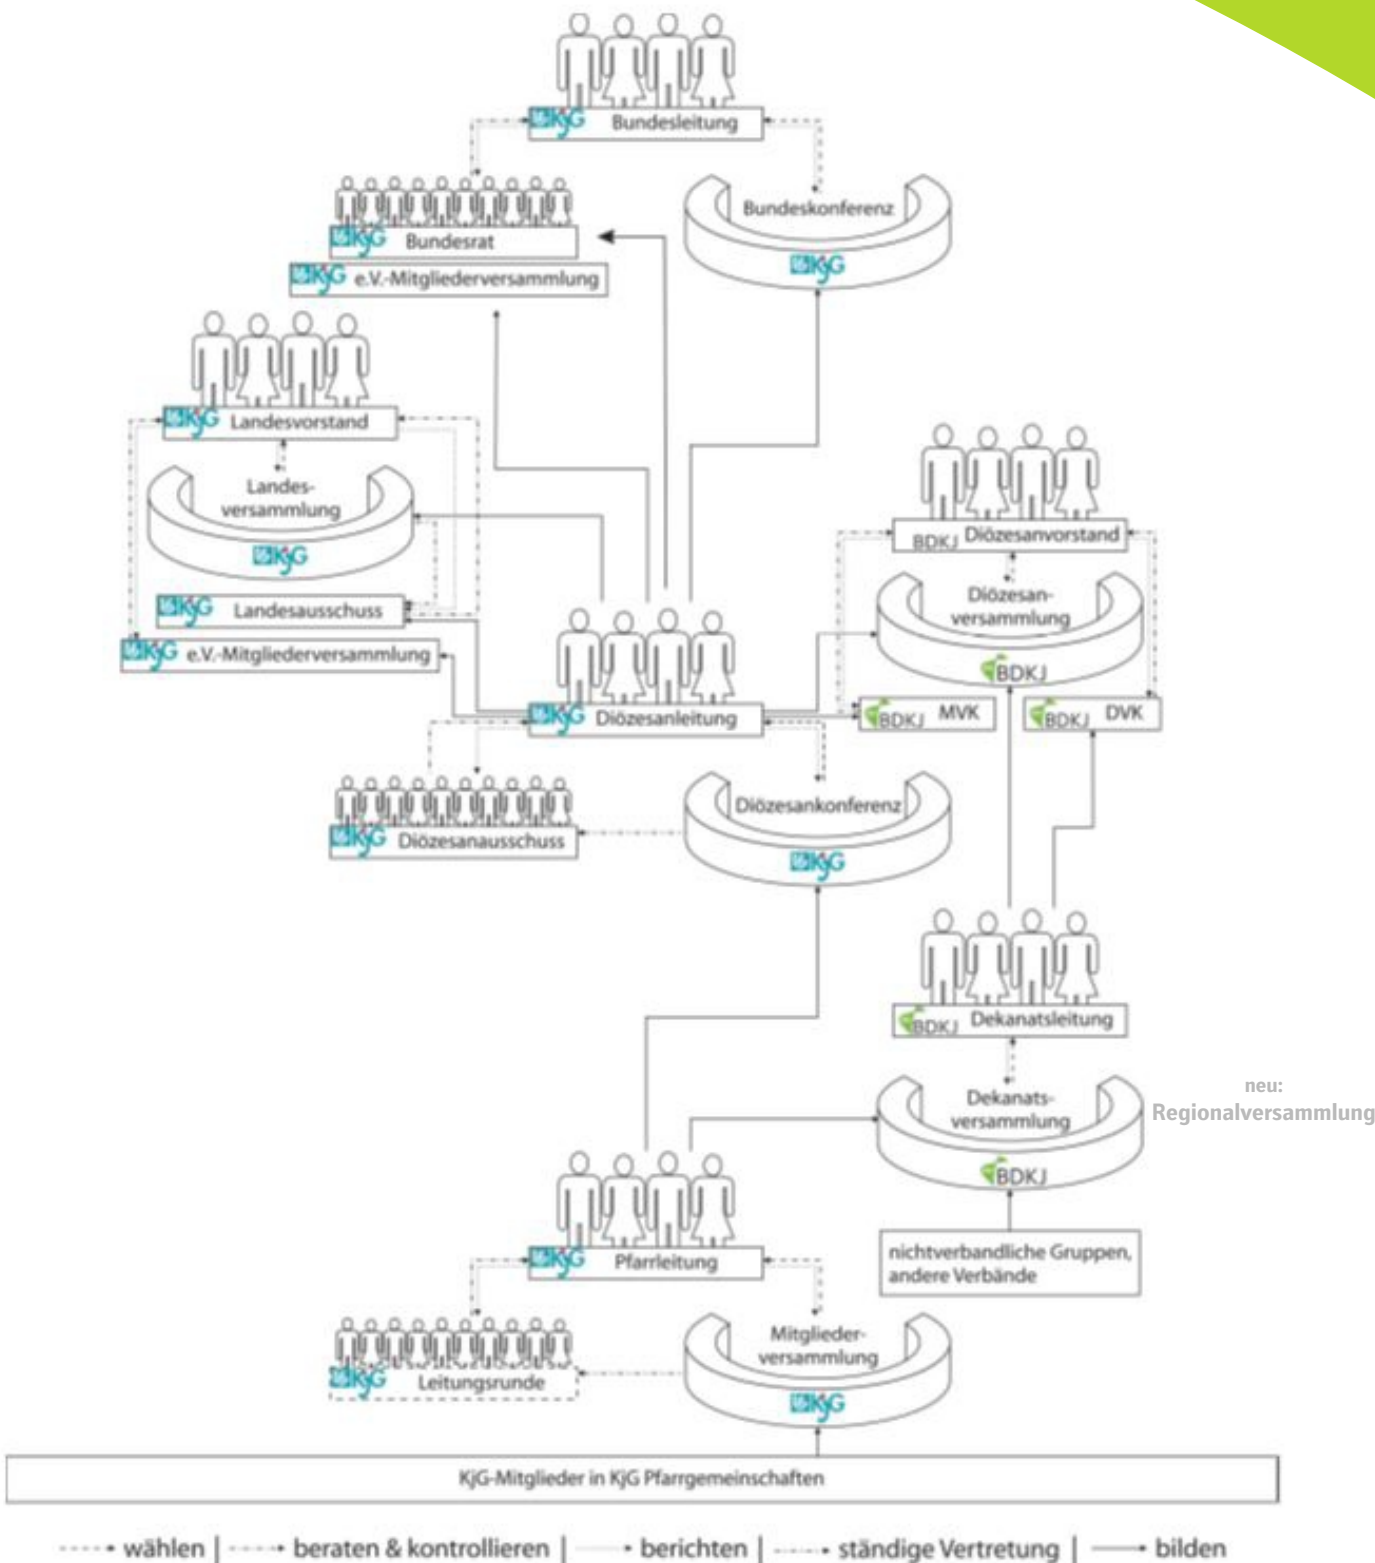 KjG Bundesleitung
Bundeskonferenz
KjG
KjG Bundesrat
KjG e.V.-Mitgliederversammlung
KjG Landesvorstand
Landes-
versammlung
KjG
KjG Landesausschuss
KjG e.V.-Mitgliederversammlung
BDKJ Diözesanvorstand
Diözesan-
versammlung
BDKJ
BDKJ MVK
BDKJ DVK
KjG Diözesanleitung
Diözesankonferenz
KjG
KjG Diözesanausschuss
BDKJ Dekanatsleitung
Dekanats-
versammlung
BDKJ
neu:
Regionalversammlung
nichtverbandliche Gruppen,
andere Verbände
KjG Pfarrleitung
Mitglieder-
versammlung
KjG
KjG Leitungsrunde
KjG-Mitglieder in KjG Pfarrgemeinschaften
wählen | beraten & kontrollieren | berichten | ständige Vertretung | bilden